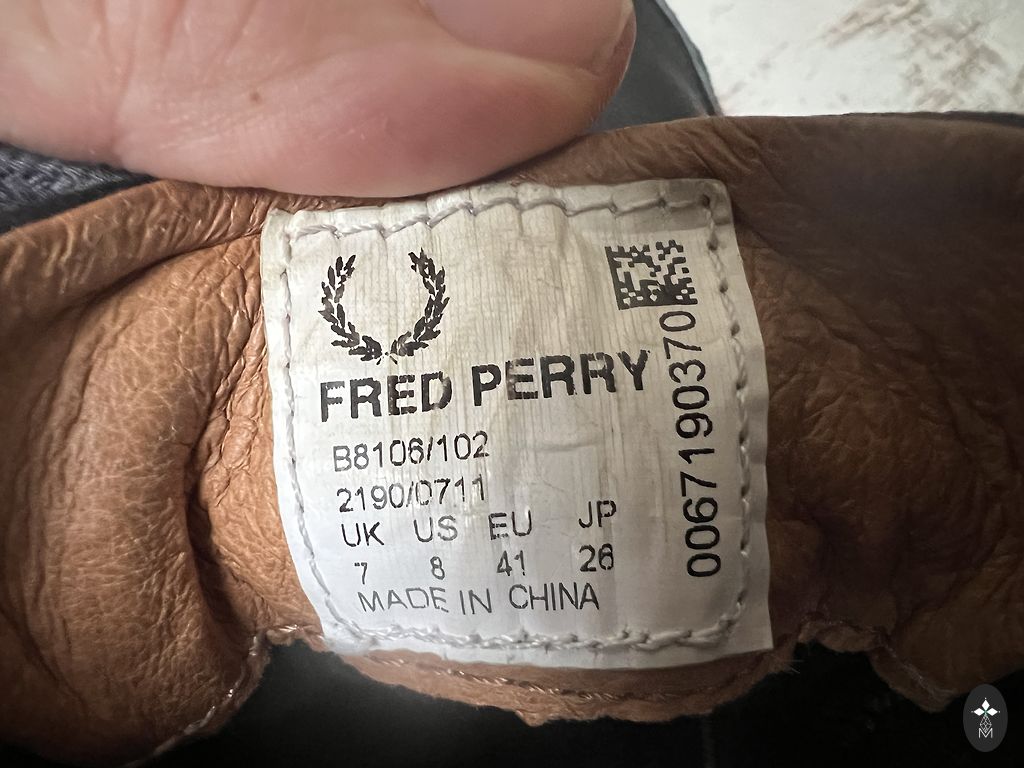 FRED PERRY
B8106/102
2190/0711
UK US EU JP
7 8 41 26
MADE IN CHINA
0067190370
M